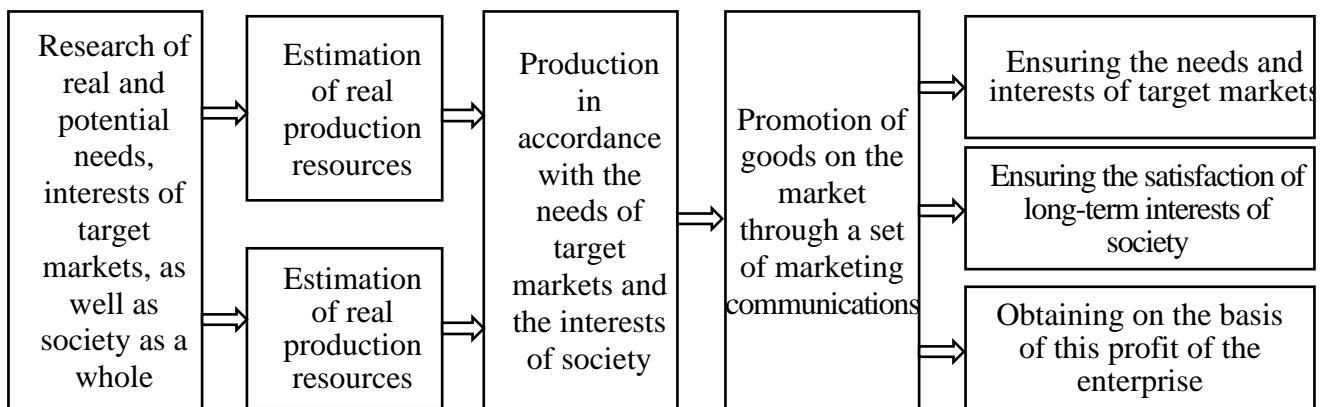 Research of
real and
potential
needs,
interests of
target
markets, as
well as
society as a
whole
Estimation
of real
production
resources
Estimation
of real
production
resources
Production
in
accordance
with the
needs of
target
markets and
the interests
of society
Promotion of
goods on the
market
through a set
of marketing
communications
Ensuring the needs and
interests of target markets
Ensuring the satisfaction of
long-term interests of
society
Obtaining on the basis
of this profit of the
enterprise